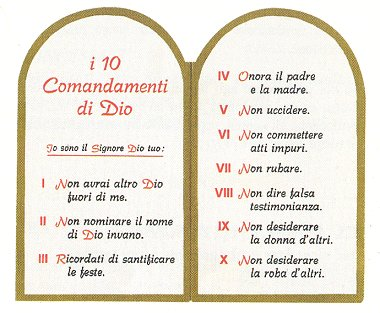 i 10
Comandamenti
di Dio
Io sono il Signore Dio tuo:
I Non avrai altro Dio
fuori di me.
II Non nominare il nome
di Dio invano.
III Ricordati di santificare
le feste.
IV Onora il padre
e la madre.
V Non uccidere.
VI Non commettere
atti impuri.
VII Non rubare.
VIII Non dire falsa
testimonianza.
IX Non desiderare
la donna d'altri.
X Non desiderare
la roba d'altri.